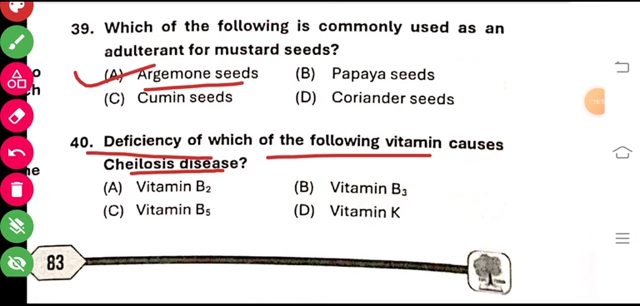 39. Which of the following is commonly used as an
adulterant for mustard seeds?
(A) Argemone seeds (B) Papaya seeds
(C) Cumin seeds (D) Coriander seeds
40. Deficiency of which of the following vitamin causes
Cheilosis disease?
(A) Vitamin B₂ (B) Vitamin B₃
(C) Vitamin B₅ (D) Vitamin K
83